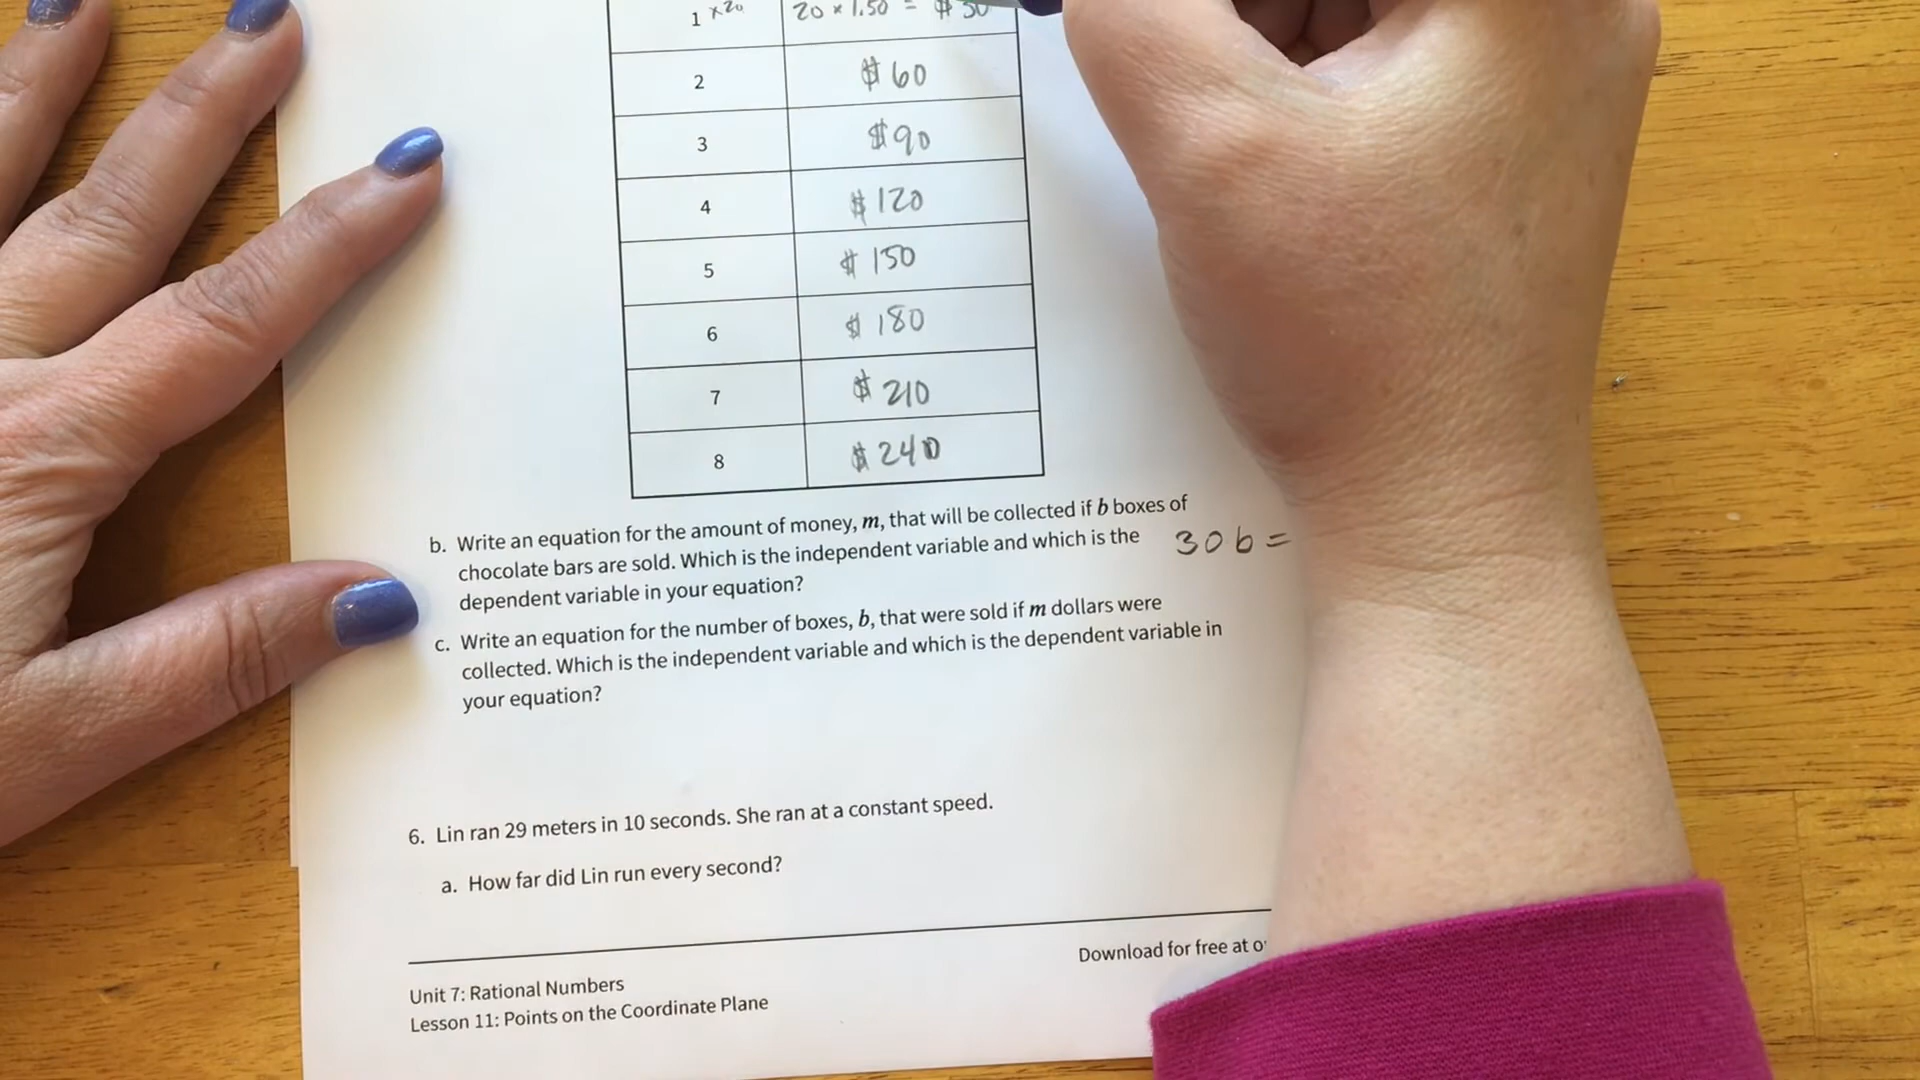 1 ×20 20 × 1.50 = $30
2 $60
3 $90
4 $120
5 $150
6 $180
7 $210
8 $240
b. Write an equation for the amount of money, m, that will be collected if b boxes of
chocolate bars are sold. Which is the independent variable and which is the
dependent variable in your equation?
30b=
c. Write an equation for the number of boxes, b, that were sold if m dollars were
collected. Which is the independent variable and which is the dependent variable in
your equation?
6. Lin ran 29 meters in 10 seconds. She ran at a constant speed.
a. How far did Lin run every second?
Download for free at
Unit 7: Rational Numbers
Lesson 11: Points on the Coordinate Plane